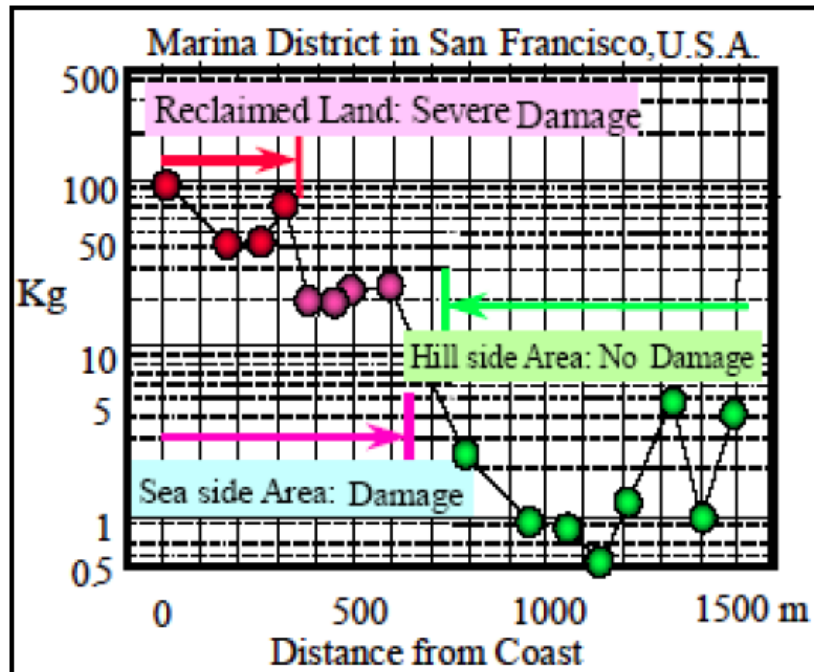 Marina District in San Francisco, U.S.A.
500
Reclaimed Land: Severe Damage
100
50
Kg
10
Hill side Area: No Damage
5
Sea side Area: Damage
1
0.5
0 500 1000 1500 m
Distance from Coast